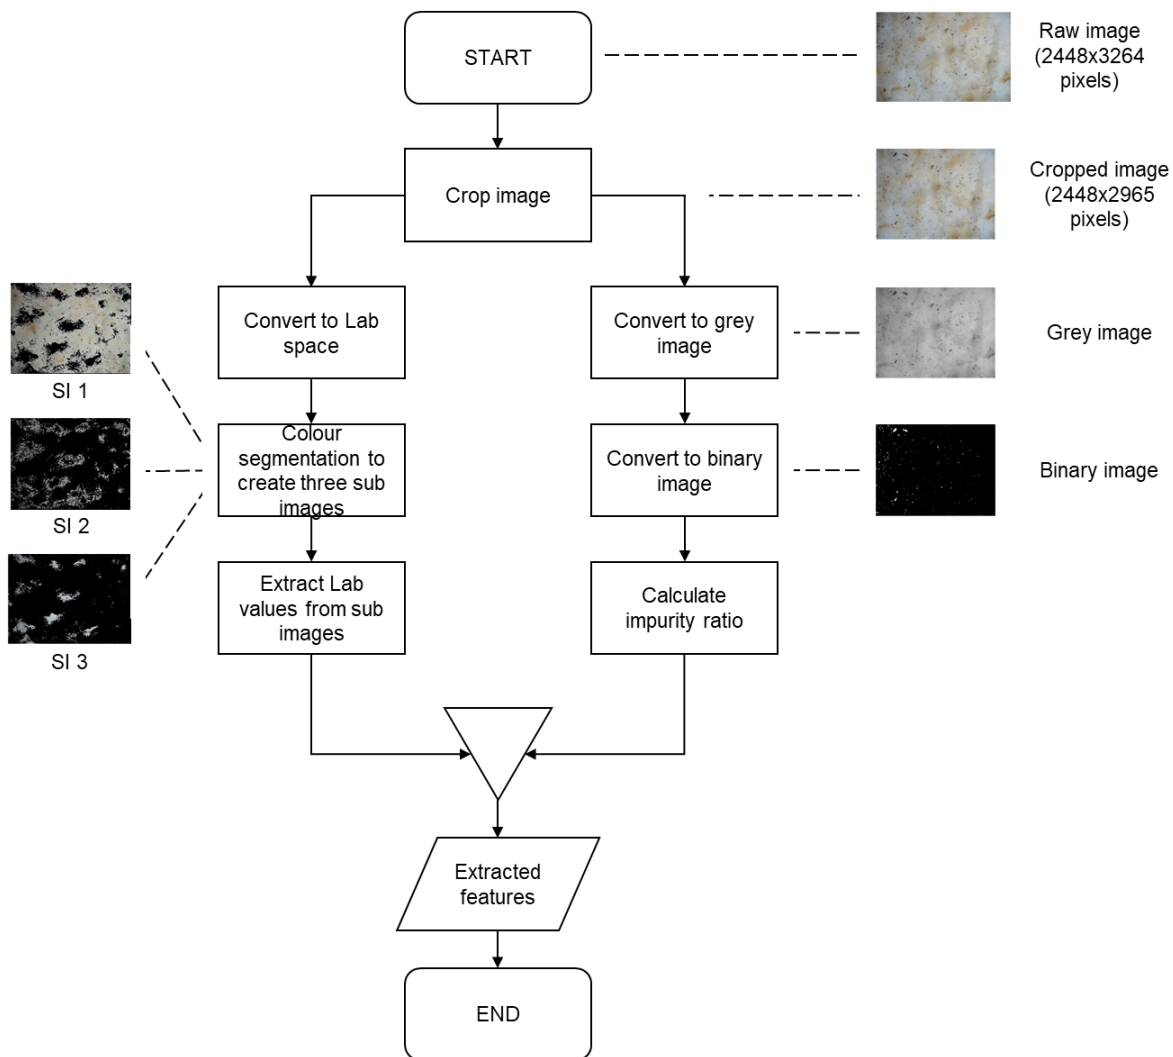 START
Raw image
(2448x3264
pixels)
Crop image
Cropped image
(2448x2965
pixels)
Convert to Lab
space
Convert to grey
image
Grey image
SI 1
Colour
segmentation to
create three sub
images
Convert to binary
image
Binary image
SI 2
Extract Lab
values from sub
images
Calculate
impurity ratio
SI 3
Extracted
features
END